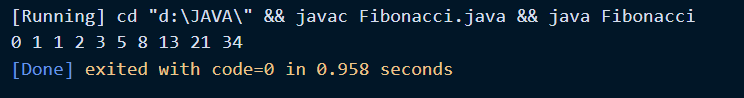 [Running] cd "d:\JAVA\" && javac Fibonacci.java && java Fibonacci
0 1 1 2 3 5 8 13 21 34
[Done] exited with code=0 in 0.958 seconds